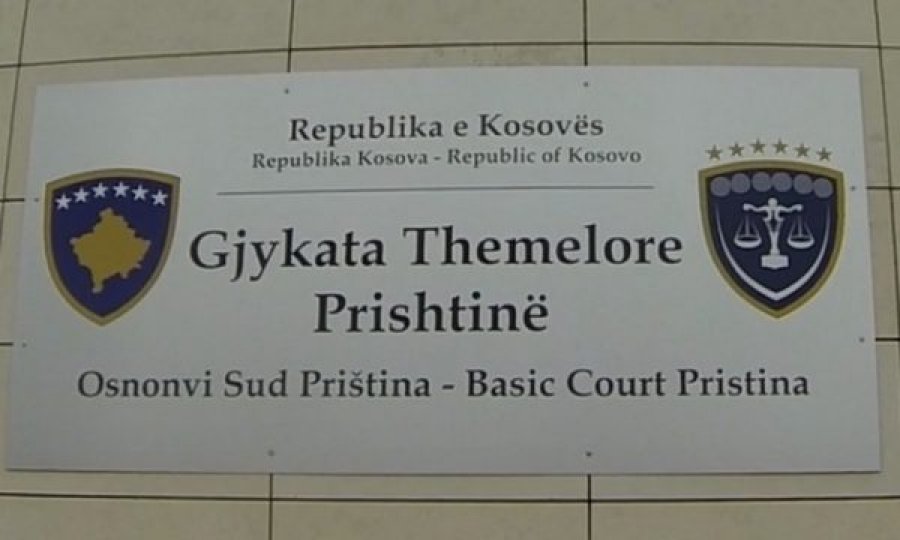 Republika e Kosovës
Republika Kosova - Republic of Kosovo
Gjykata Themelore
Prishtinë
Osnonvi Sud Priština - Basic Court Pristina